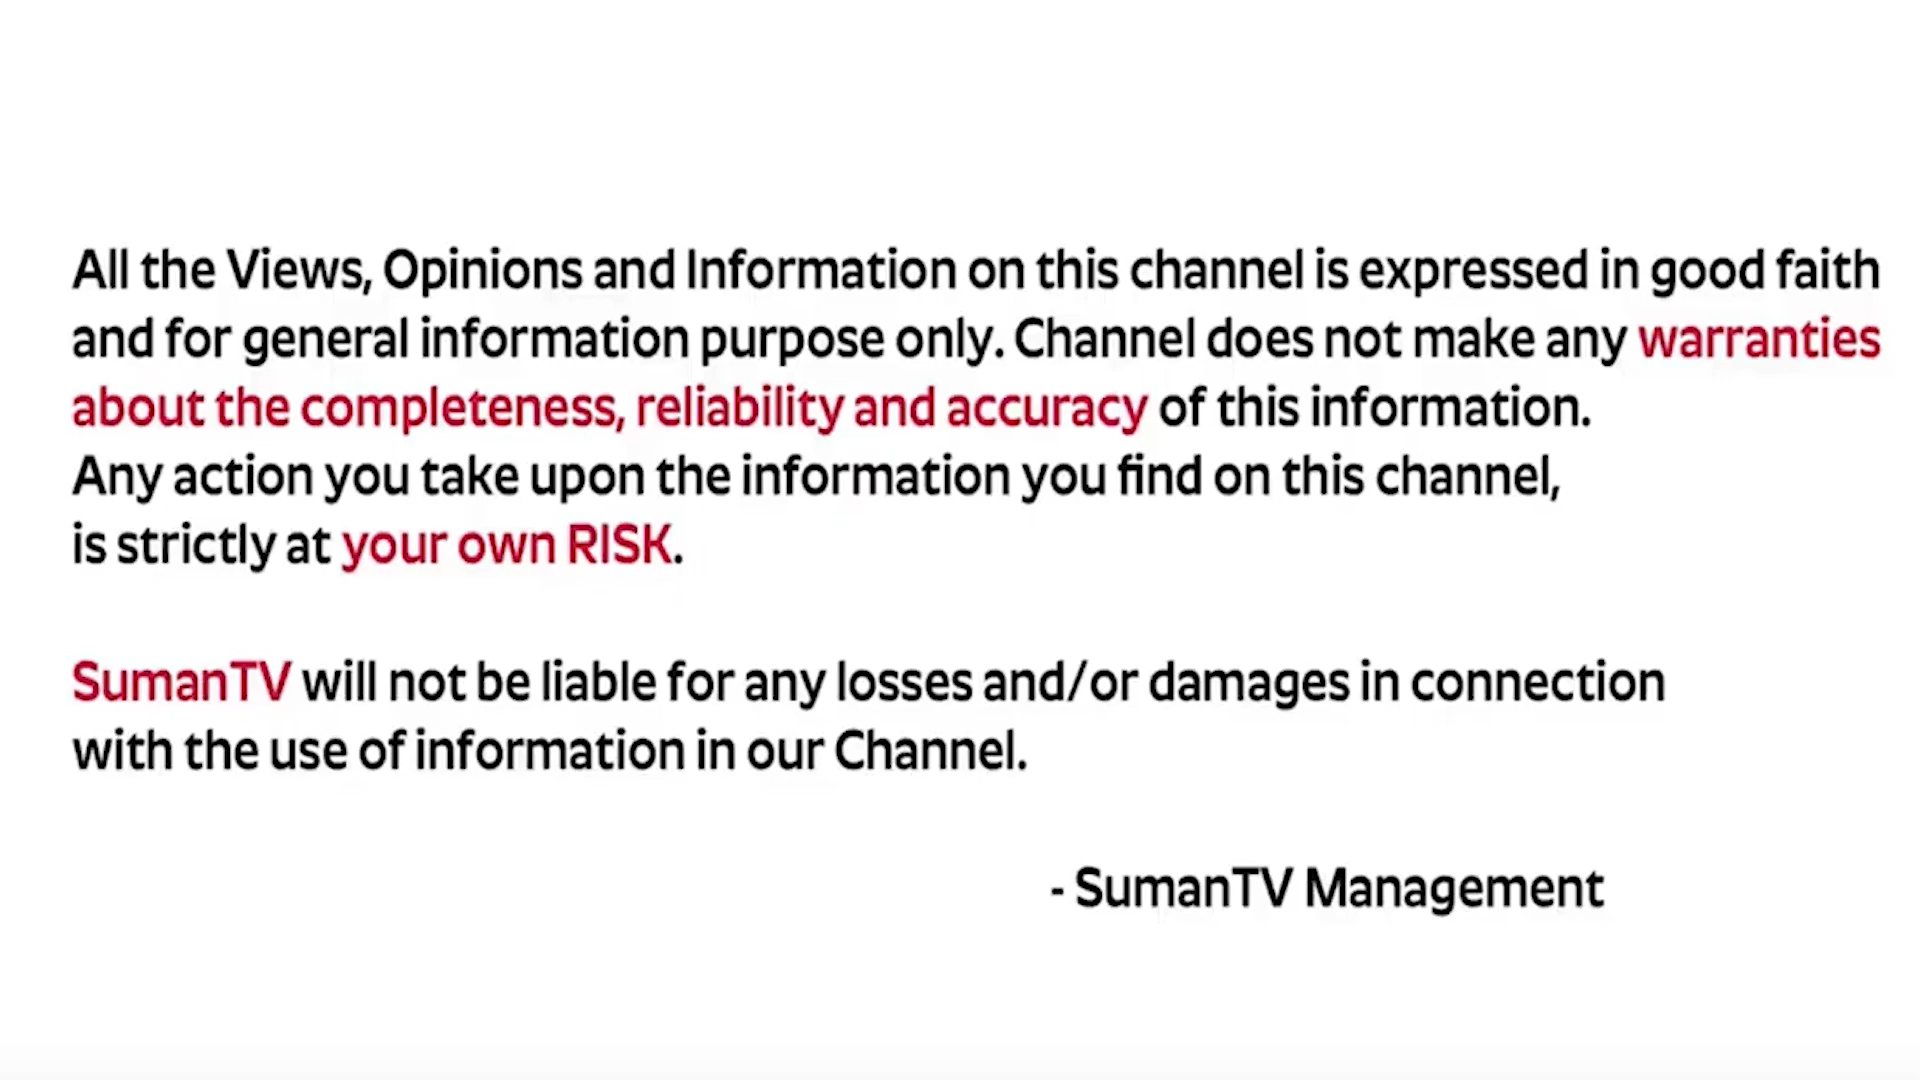 All the Views, Opinions and Information on this channel is expressed in good faith
and for general information purpose only. Channel does not make any warranties
about the completeness, reliability and accuracy of this information.
Any action you take upon the information you find on this channel,
is strictly at your own RISK.
SumanTV will not be liable for any losses and/or damages in connection
with the use of information in our Channel.
- SumanTV Management